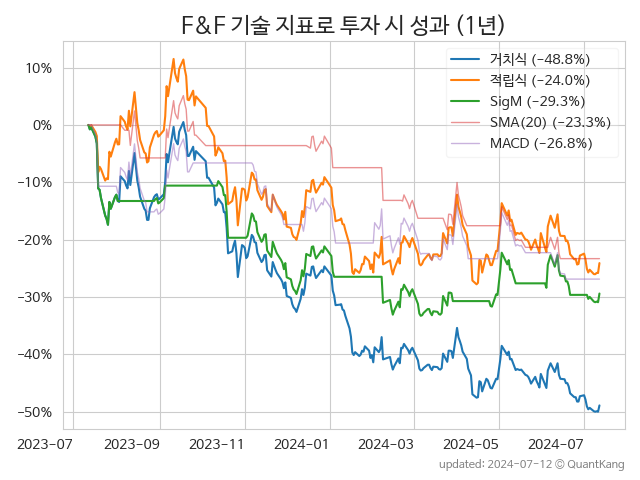 F&F 기술 지표로 투자 시 성과 (1년)
거치식 (−48.8%)
적립식 (−24.0%)
SigM (−29.3%)
SMA(20) (−23.3%)
MACD (−26.8%)
10%
0%
−10%
−20%
−30%
−40%
−50%
2023-07 2023-09 2023-11 2024-01 2024-03 2024-05 2024-07
updated: 2024-07-12 © QuantKang